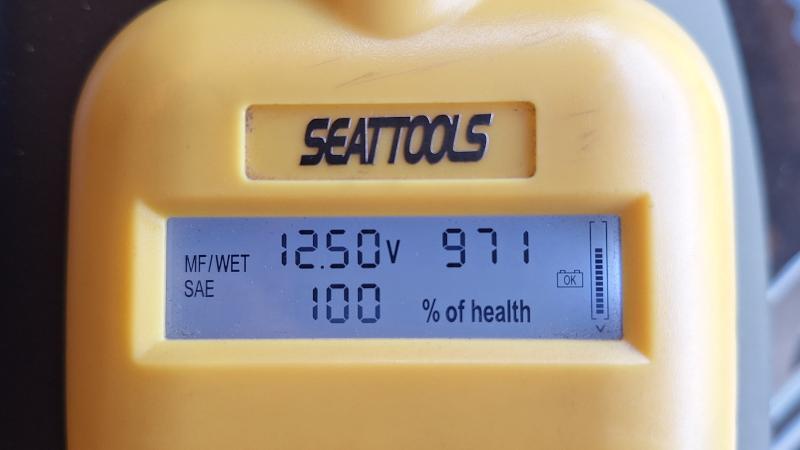 SEATTOOLS
MF/WET 12.50V 971
SAE 100 % of health
OK